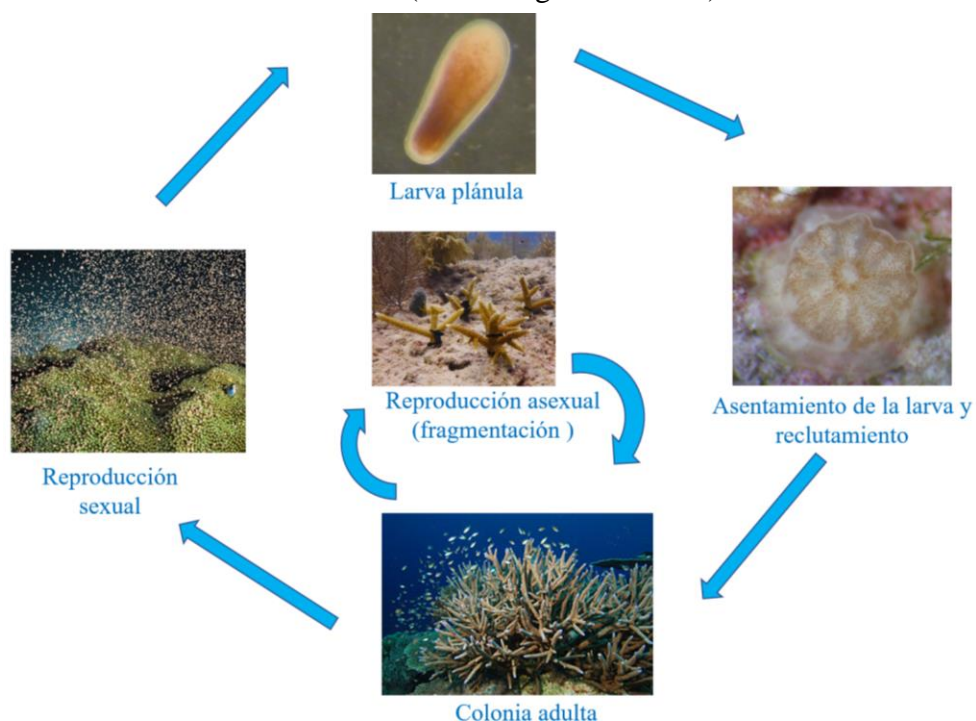 Larva plánula
Reproducción asexual
(fragmentación )
Asentamiento de la larva y
reclutamiento
Reproducción
sexual
Colonia adulta